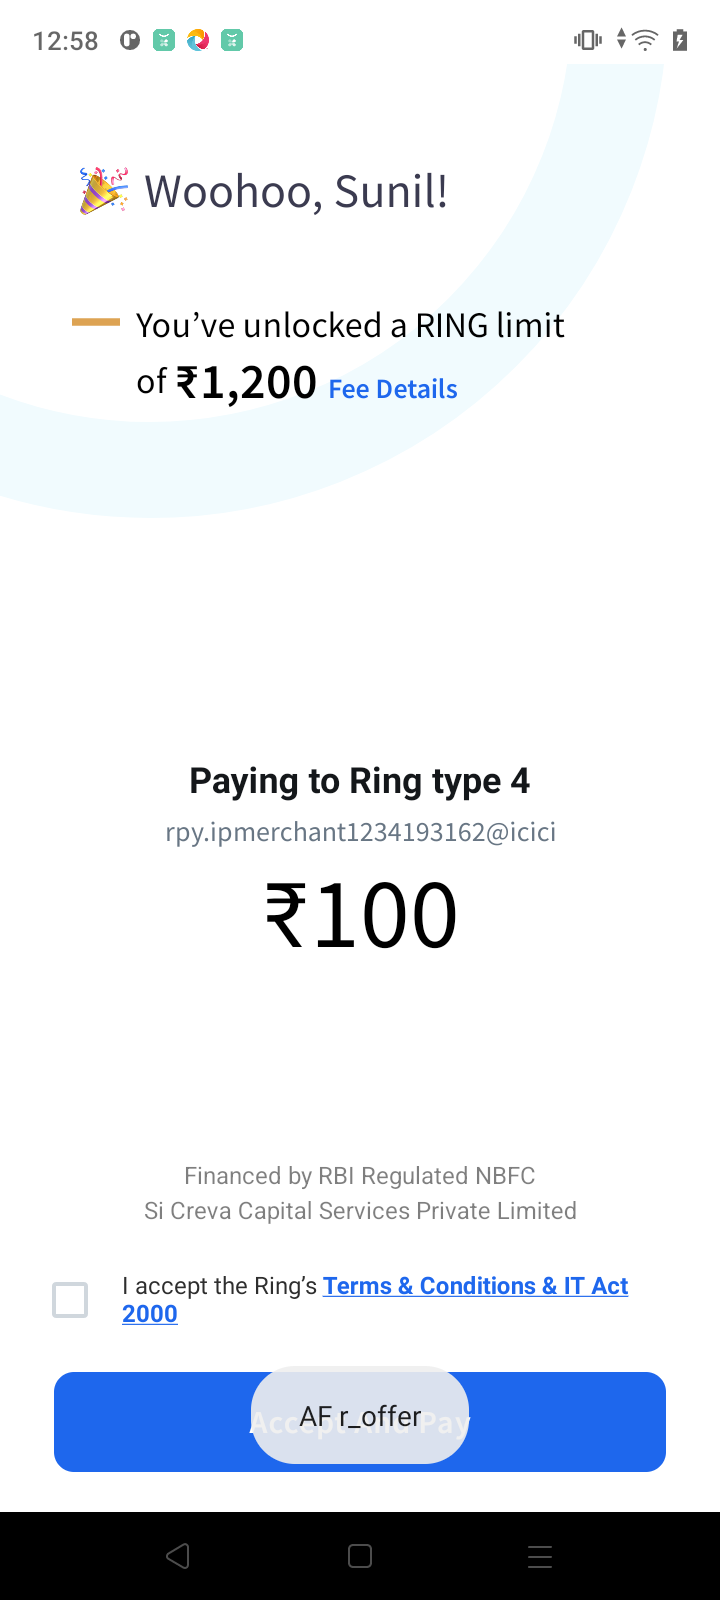 12:58
Woohoo, Sunil!
You’ve unlocked a RING limit
of ₹1,200 Fee Details
Paying to Ring type 4
rpy.ipmerchant1234193162@icici
₹100
Financed by RBI Regulated NBFC
Si Creva Capital Services Private Limited
I accept the Ring’s Terms & Conditions & IT Act
2000
Accept And Pay
AF r_offer